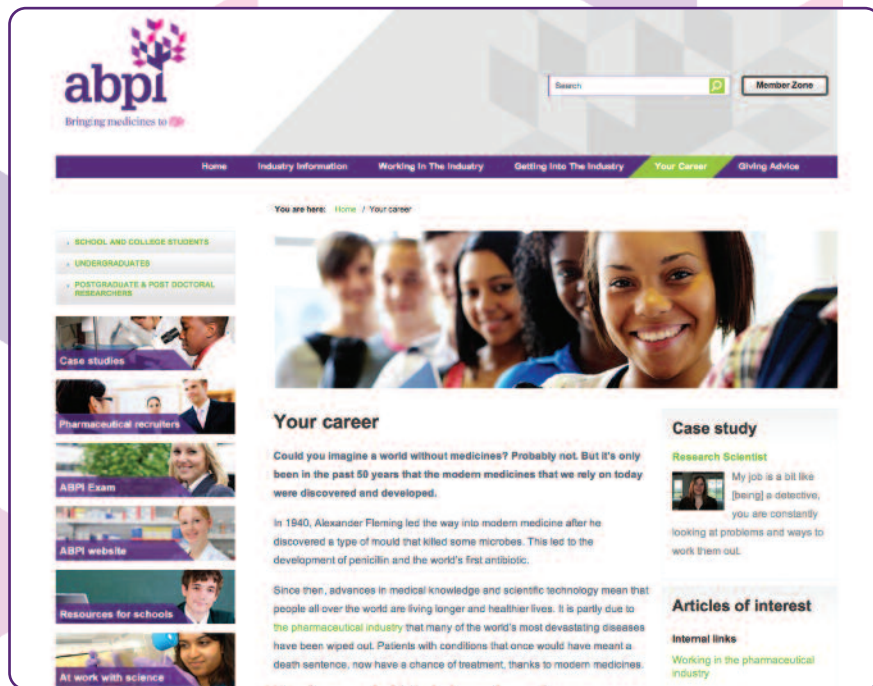 abpi
Bringing medicines to life
Search
Member Zone
Home
Industry Information
Working In The Industry
Getting Into The Industry
Your Career
Giving Advice
You are here: Home / Your career
SCHOOL AND COLLEGE STUDENTS
UNDERGRADUATES
POSTGRADUATE & POST DOCTORAL
RESEARCHERS
Case studies
Pharmaceutical recruiters
ABPI Exam
ABPI website
Resources for schools
At work with science
Your career
Could you imagine a world without medicines? Probably not. But it's only
been in the past 50 years that the modern medicines that we rely on today
were discovered and developed.
In 1940, Alexander Fleming led the way into modern medicine after he
discovered a type of mould that killed some microbes. This led to the
development of penicillin and the world's first antibiotic.
Since then, advances in medical knowledge and scientific technology mean that
people all over the world are living longer and healthier lives. It is partly due to
the pharmaceutical industry that many of the world's most devastating diseases
have been wiped out. Patients with conditions that once would have meant a
death sentence, now have a chance of treatment, thanks to modern medicines.
Case study
Research Scientist
My job is a bit like
[being] a detective,
you are constantly
looking at problems and ways to
work them out.
Articles of interest
Internal links
Working in the pharmaceutical
industry